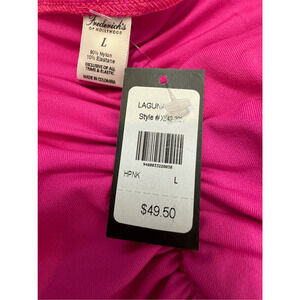 Frederick's
OF HOLLYWOOD
L
90% Nylon
10% Elastane
EXCLUSIVE OF ALL
TRIMS & ELASTIC
MADE IN COLOMBIA
LAGUNA
Style #
HPNK L
$49.50